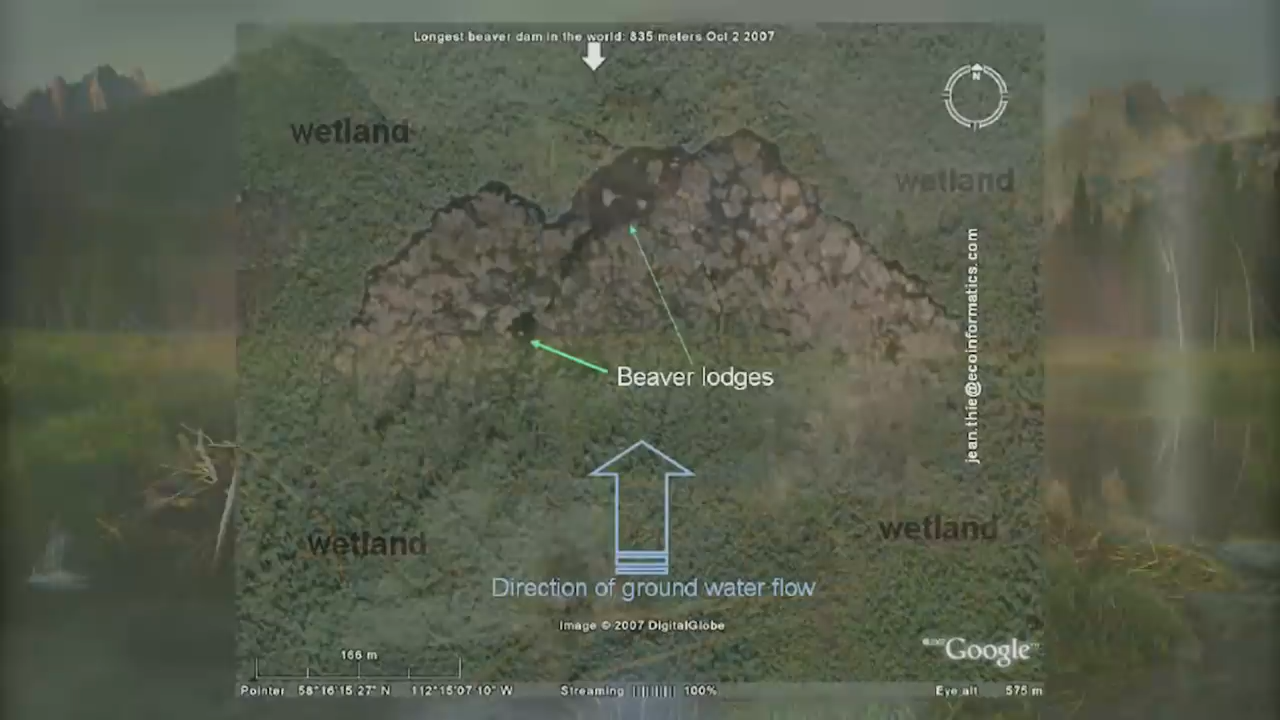 Longest beaver dam in the world: 835 meters Oct 2 2007
N
wetland
wetland
jean.thie@ecoinformatics.com
Beaver lodges
wetland
wetland
Direction of ground water flow
Image © 2007 DigitalGlobe
Google
166 m
Pointer 58°16'15.27" N 112°15'07.10" W Streaming ||||||||| 100% Eye alt 575 m